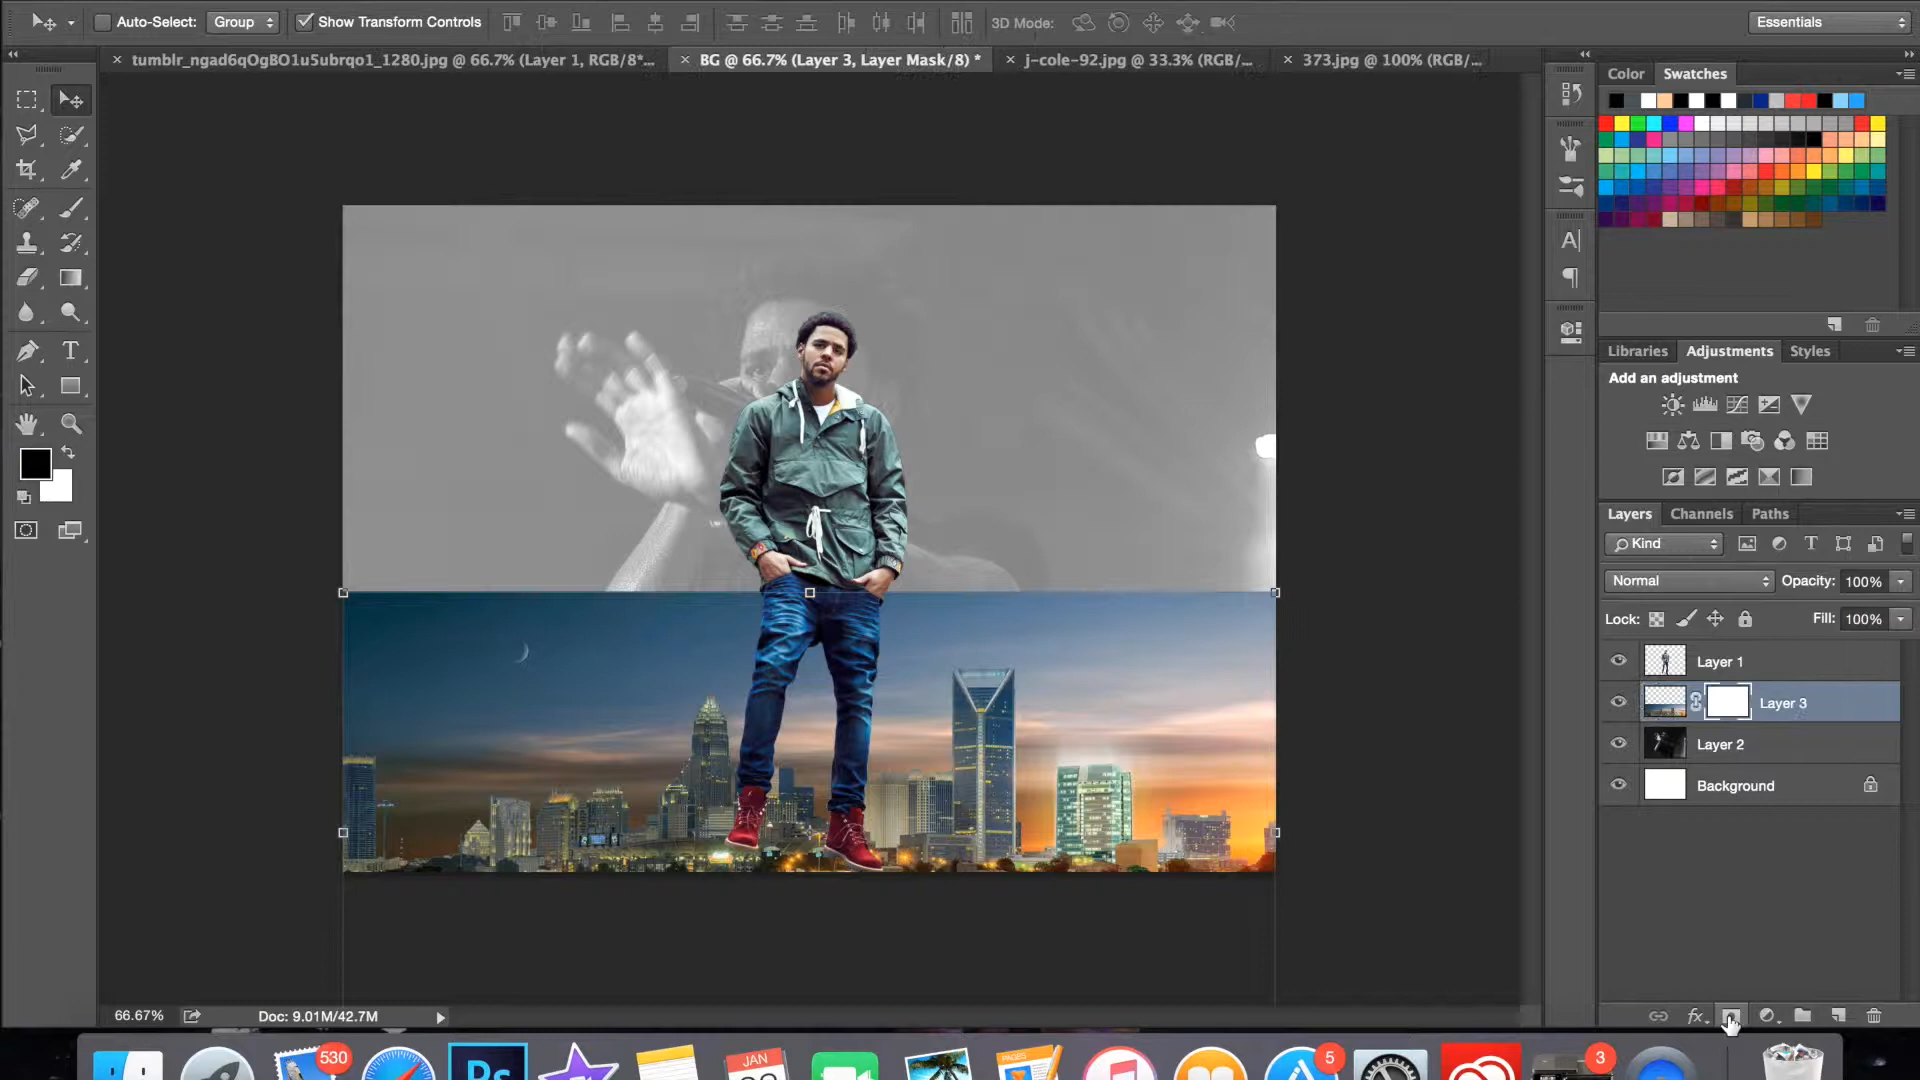 Auto-Select: Group Show Transform Controls 3D Mode: Essentials
tumblr_ngad6qOgBO1u5ubrqo1_1280.jpg @ 66.7% (Layer 1, RGB/8*... BG @ 66.7% (Layer 3, Layer Mask/8) * j-cole-92.jpg @ 33.3% (RGB/... 373.jpg @ 100% (RGB/...
Color Swatches
Libraries Adjustments Styles
Add an adjustment
Layers Channels Paths
Kind
Normal Opacity: 100%
Lock: Fill: 100%
Layer 1
Layer 3
Layer 2
Background
fx
66.67% Doc: 9.01M/42.7M
530 Ps JAN PAGES 5 3